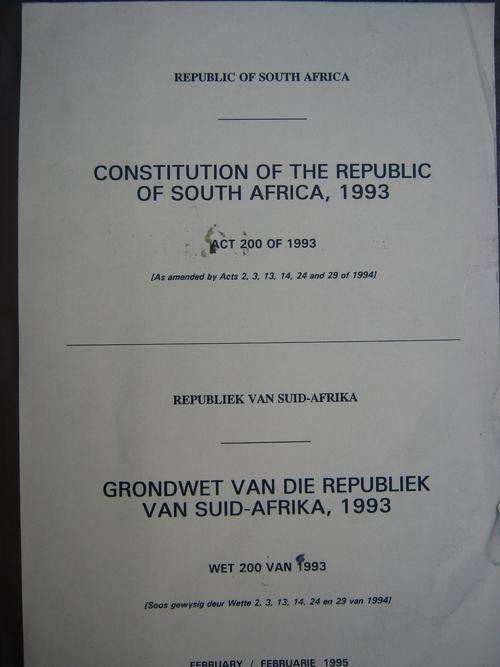 REPUBLIC OF SOUTH AFRICA
CONSTITUTION OF THE REPUBLIC
OF SOUTH AFRICA, 1993
ACT 200 OF 1993
[As amended by Acts 2, 3, 13, 14, 24 and 29 of 1994]
REPUBLIEK VAN SUID-AFRIKA
GRONDWET VAN DIE REPUBLIEK
VAN SUID-AFRIKA, 1993
WET 200 VAN 1993
[Soos gewysig deur Wette 2, 3, 13, 14, 24 en 29 van 1994]
FEBRUARY / FEBRUARIE 1995